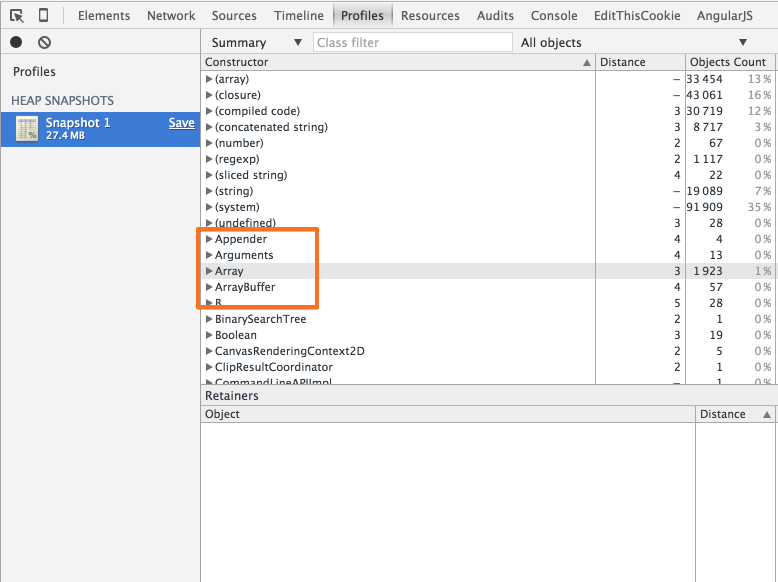 Elements Network Sources Timeline Profiles Resources Audits Console EditThisCookie AngularJS
Summary ▼ Class filter All objects ▼
Profiles
HEAP SNAPSHOTS
Snapshot 1 Save
27.4 MB
Constructor ▲ Distance Objects Count
(array) – 33 454 13 %
(closure) – 43 061 16 %
(compiled code) 3 30 719 12 %
(concatenated string) 3 8 717 3 %
(number) 2 67 0 %
(regexp) 2 1 117 0 %
(sliced string) 4 22 0 %
(string) – 19 089 7 %
(system) – 91 909 35 %
(undefined) 3 28 0 %
Appender 4 4 0 %
Arguments 4 13 0 %
Array 3 1 923 1 %
ArrayBuffer 4 57 0 %
B 5 28 0 %
BinarySearchTree 2 1 0 %
Boolean 3 19 0 %
CanvasRenderingContext2D 2 5 0 %
ClipResultCoordinator 2 1 0 %
CommandLineAPIImpl – 1 0 %
Retainers
Object Distance ▲